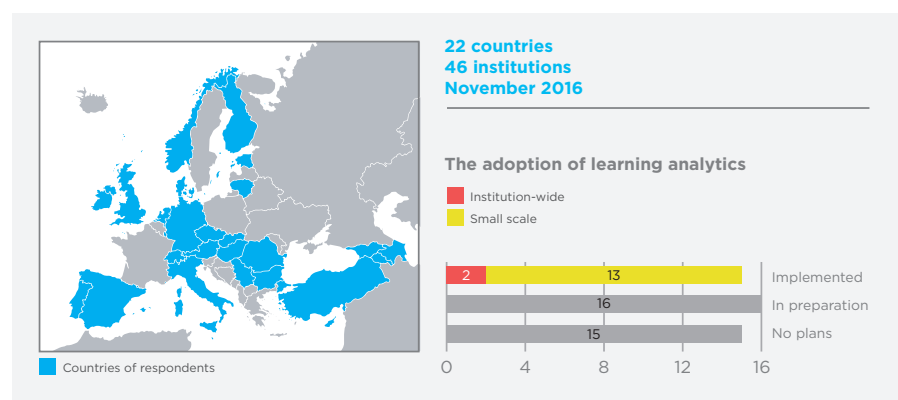 22 countries
46 institutions
November 2016
The adoption of learning analytics
Institution-wide
Small scale
2 13 Implemented
16 In preparation
15 No plans
0 4 8 12 16
Countries of respondents